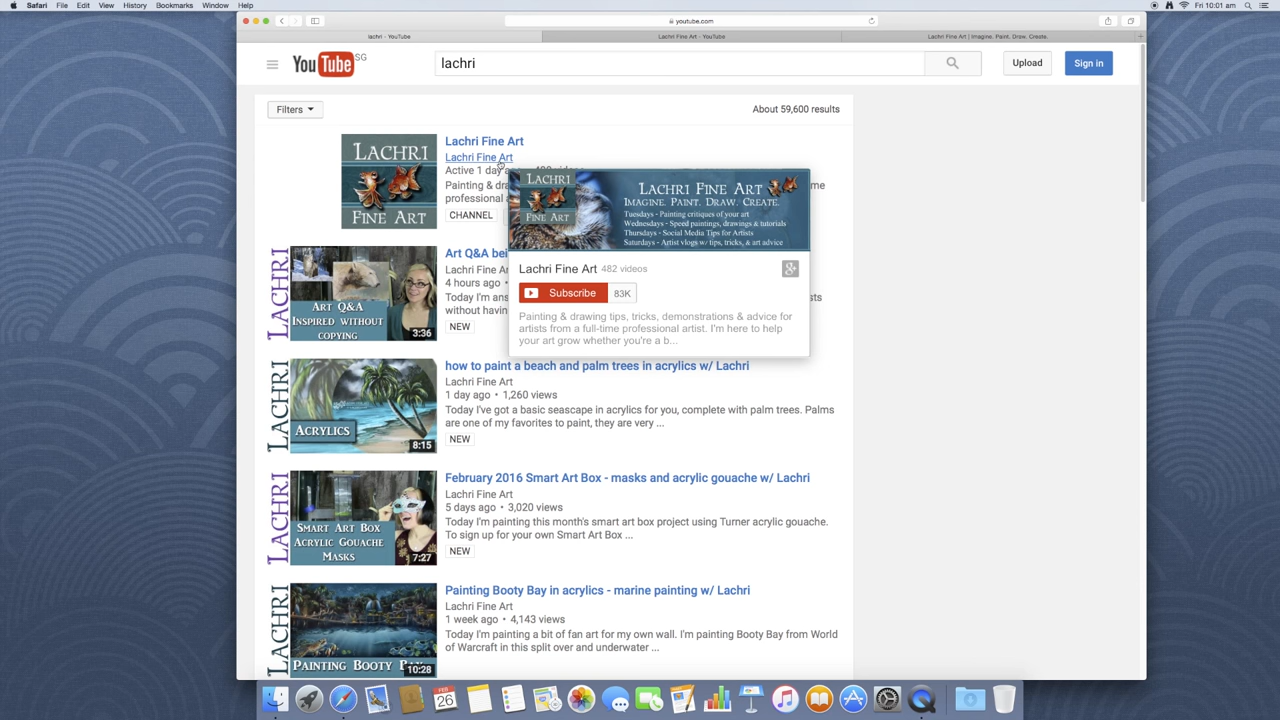 Safari File Edit View History Bookmarks Window Help Fri 10:01 am
youtube.com
lachri - YouTube Lachri Fine Art - YouTube Lachri Fine Art | Imagine. Paint. Draw. Create.
YouTube SG lachri Upload Sign in
Filters About 59,600 results
LACHRI
FINE ART
Lachri Fine Art
Lachri Fine Art
Active 1 day
Painting & dra
professional
CHANNEL
LACHRI
FINE ART
LACHRI FINE ART
IMAGINE. PAINT. DRAW. CREATE.
Tuesdays - Painting critiques of your art
Wednesdays - Speed paintings, drawings & tutorials
Thursdays - Social Media Tips for Artists
Saturdays - Artist vlogs w/ tips, tricks, & art advice
Lachri Fine Art 482 videos
Subscribe 83K
Painting & drawing tips, tricks, demonstrations & advice for
artists from a full-time professional artist. I'm here to help
your art grow whether you're a b...
LACHRI
ART Q&A
INSPIRED WITHOUT
COPYING
3:36
Art Q&A bei
Lachri Fine Art
4 hours ago •
Today I'm ans
without havin
NEW
LACHRI
ACRYLICS
8:15
how to paint a beach and palm trees in acrylics w/ Lachri
Lachri Fine Art
1 day ago • 1,260 views
Today I've got a basic seascape in acrylics for you, complete with palm trees. Palms
are one of my favorites to paint, they are very ...
NEW
LACHRI
SMART ART BOX
ACRYLIC GOUACHE
MASKS
7:27
February 2016 Smart Art Box - masks and acrylic gouache w/ Lachri
Lachri Fine Art
5 days ago • 3,020 views
Today I'm painting this month's smart art box project using Turner acrylic gouache.
To sign up for your own Smart Art Box ...
NEW
LACHRI
PAINTING BOOTY BAY
10:28
Painting Booty Bay in acrylics - marine painting w/ Lachri
Lachri Fine Art
1 week ago • 4,143 views
Today I'm painting a bit of fan art for my own wall. I'm painting Booty Bay from World
of Warcraft in this split over and underwater ...
FEB
26